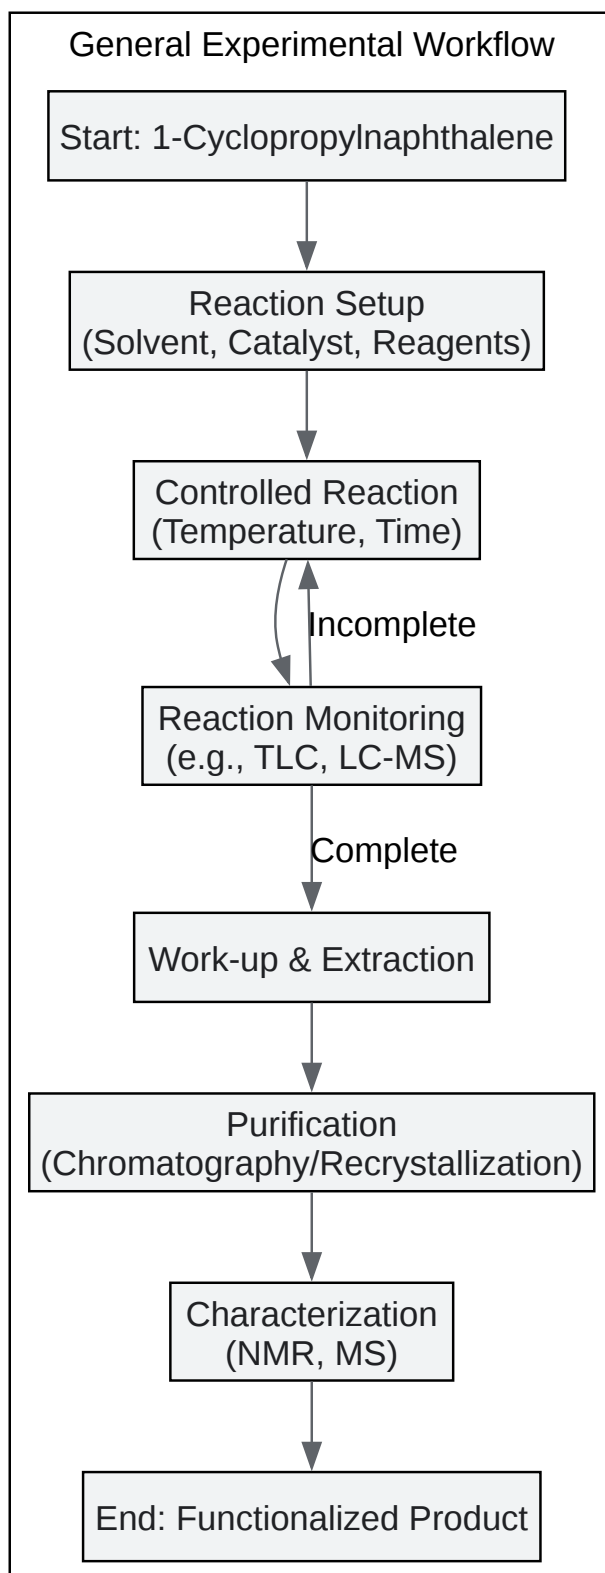 General Experimental Workflow
Start: 1-Cyclopropylnaphthalene
Reaction Setup
(Solvent, Catalyst, Reagents)
Controlled Reaction
(Temperature, Time)
Incomplete
Reaction Monitoring
(e.g., TLC, LC-MS)
Complete
Work-up & Extraction
Purification
(Chromatography/Recrystallization)
Characterization
(NMR, MS)
End: Functionalized Product